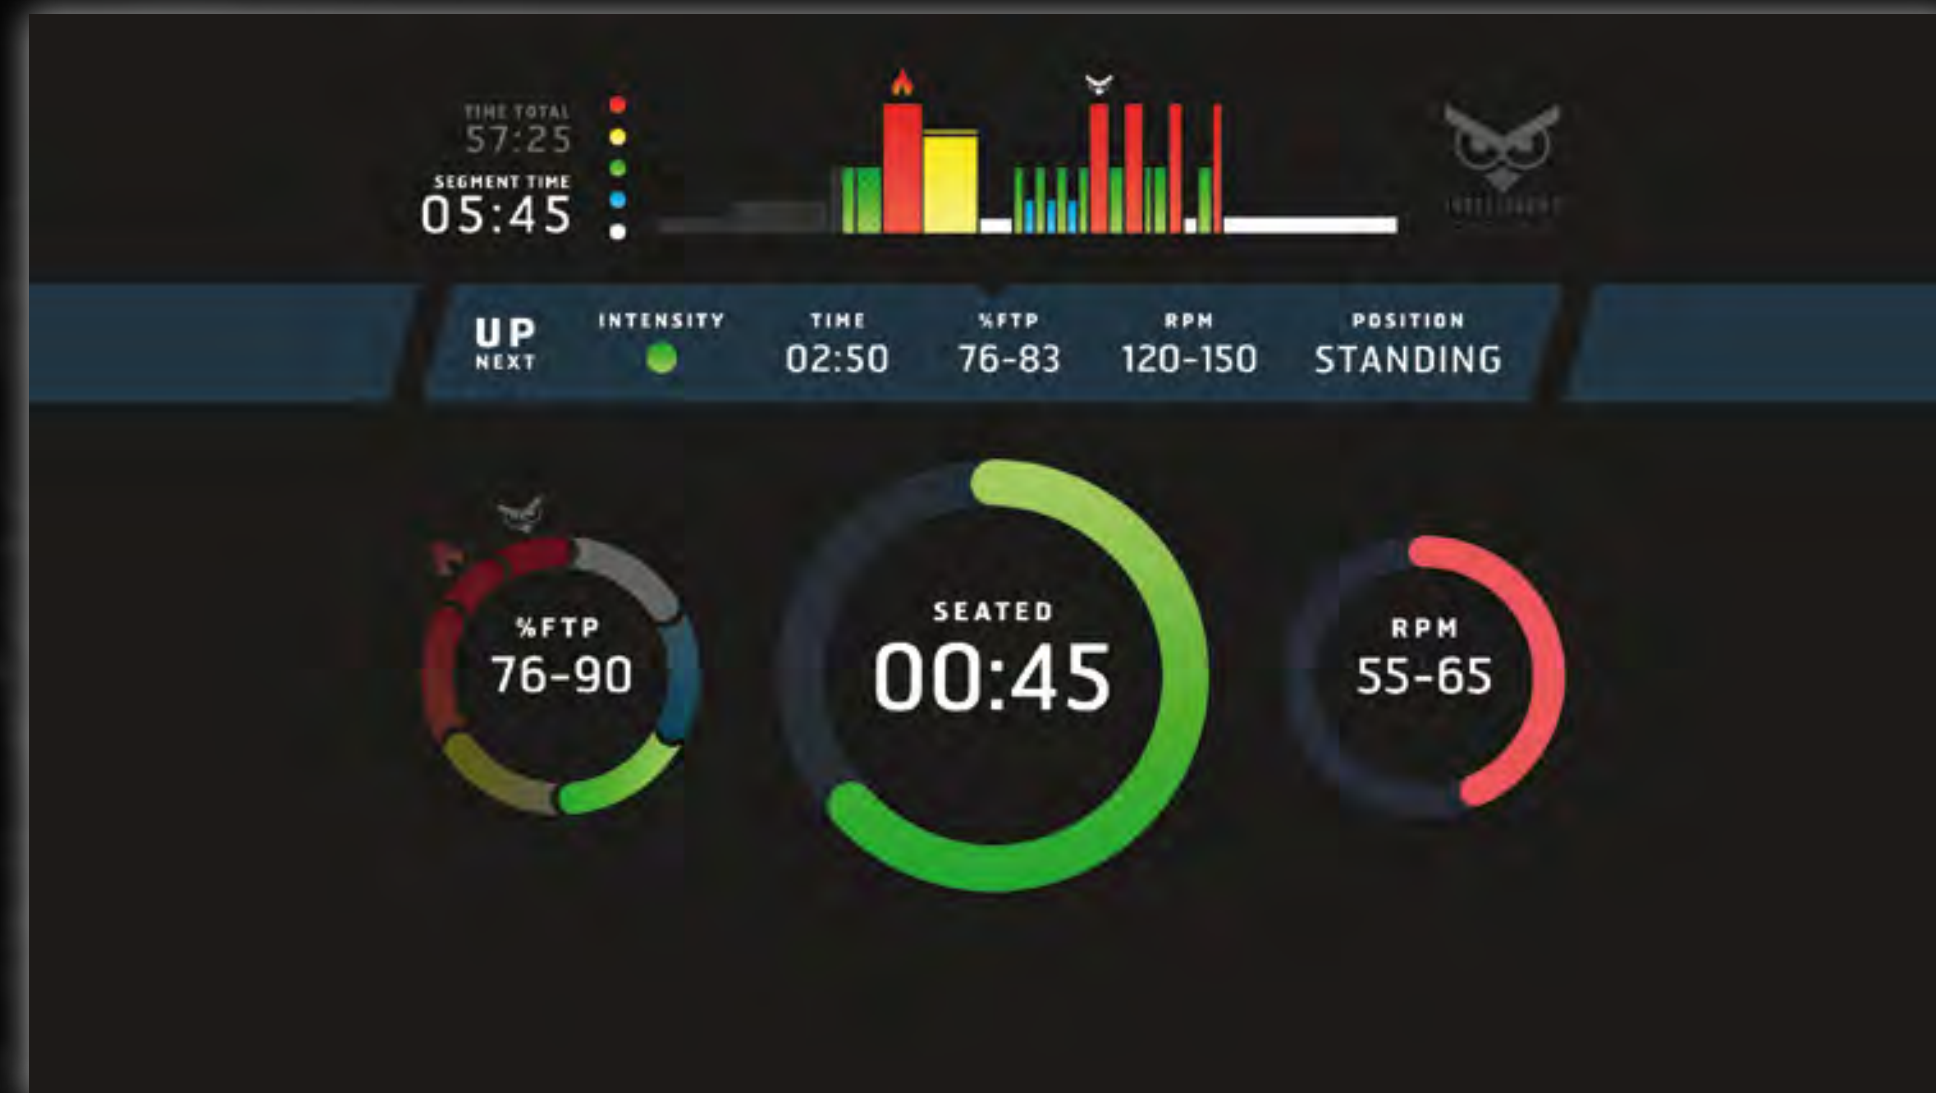 TIME TOTAL
57:25
SEGMENT TIME
05:45
INTELLIGENT
UP
NEXT
INTENSITY
TIME
02:50
%FTP
76-83
RPM
120-150
POSITION
STANDING
%FTP
76-90
SEATED
00:45
RPM
55-65